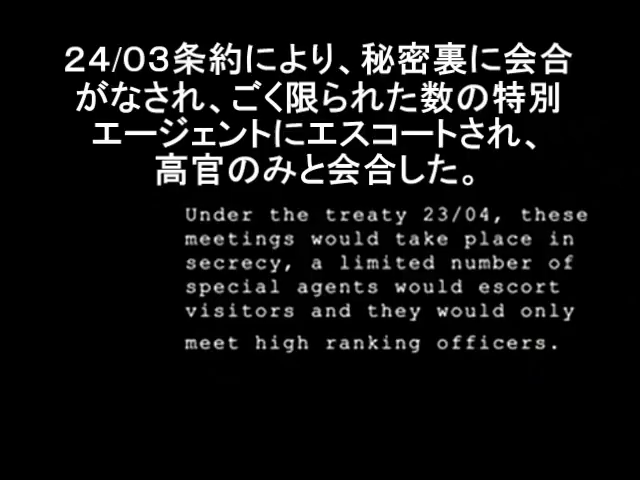 ２４/０３条約により、秘密裏に会合
がなされ、ごく限られた数の特別
エージェントにエスコートされ、
高官のみと会合した。
Under the treaty 23/04, these
meetings would take place in
secrecy, a limited number of
special agents would escort
visitors and they would only
meet high ranking officers.